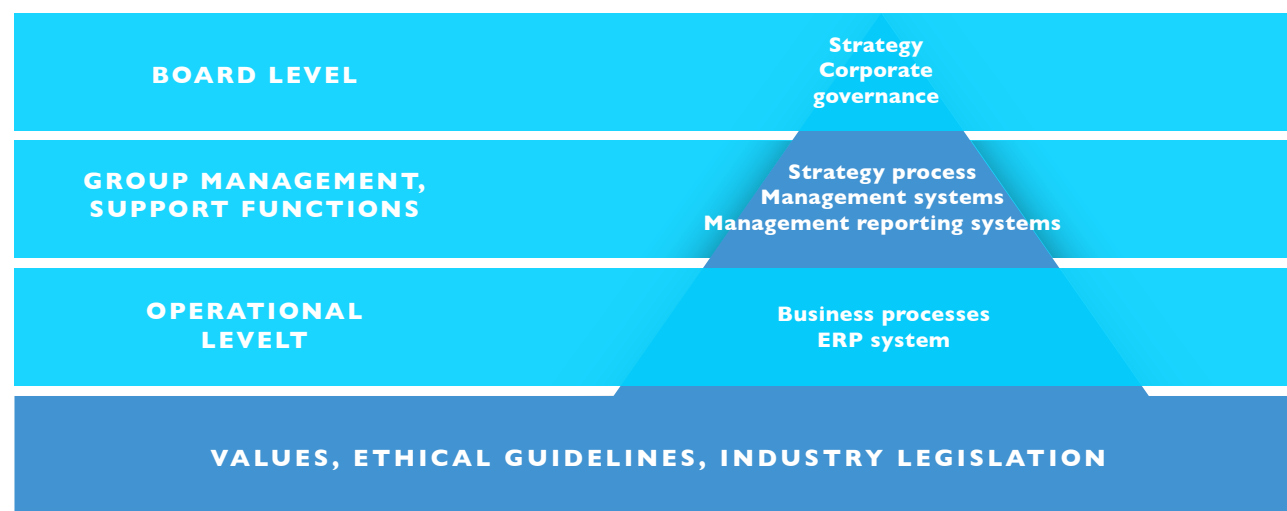 BOARD LEVEL
Strategy
Corporate
governance
GROUP MANAGEMENT,
SUPPORT FUNCTIONS
Strategy process
Management systems
Management reporting systems
OPERATIONAL
LEVELT
Business processes
ERP system
VALUES, ETHICAL GUIDELINES, INDUSTRY LEGISLATION